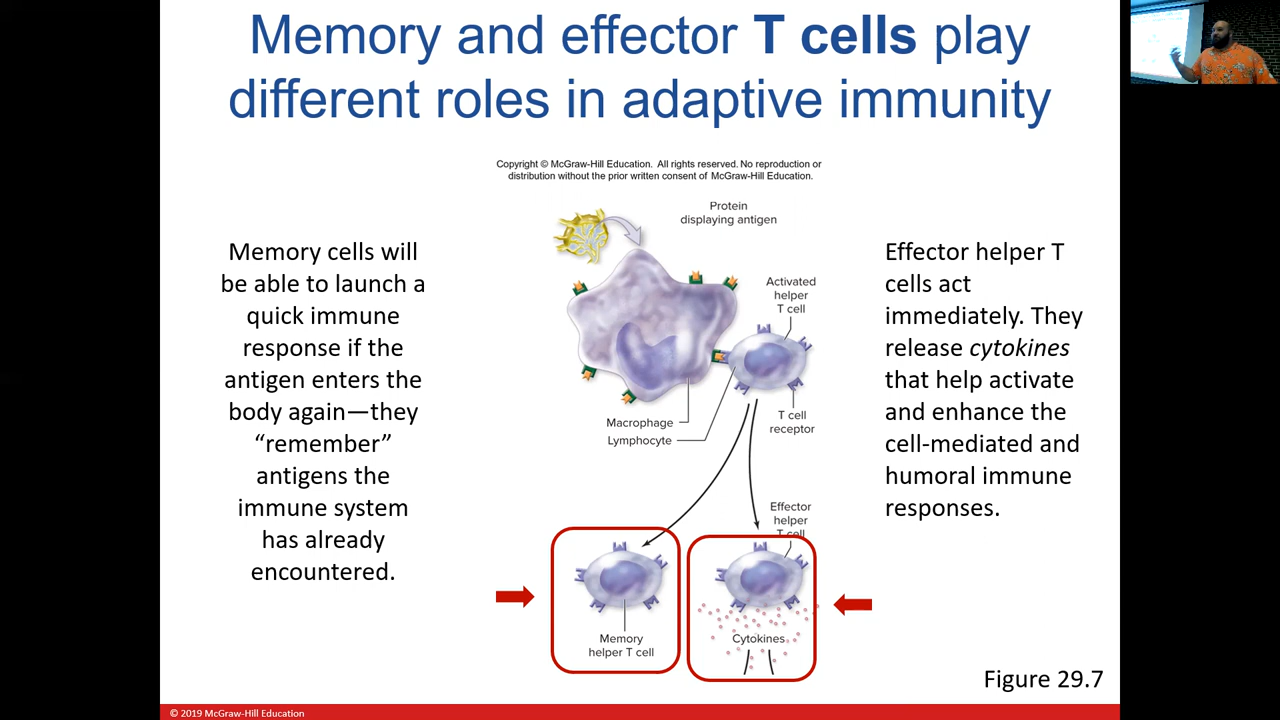 Memory and effector T cells play
different roles in adaptive immunity
Copyright © McGraw-Hill Education. All rights reserved. No reproduction or
distribution without the prior written consent of McGraw-Hill Education.
Memory cells will
be able to launch a
quick immune
response if the
antigen enters the
body again—they
“remember”
antigens the
immune system
has already
encountered.
Protein
displaying antigen
Activated
helper
T cell
Macrophage
Lymphocyte
T cell
receptor
Effector
helper
T cell
Memory
helper T cell
Cytokines
Effector helper T
cells act
immediately. They
release cytokines
that help activate
and enhance the
cell-mediated and
humoral immune
responses.
Figure 29.7
© 2019 McGraw-Hill Education